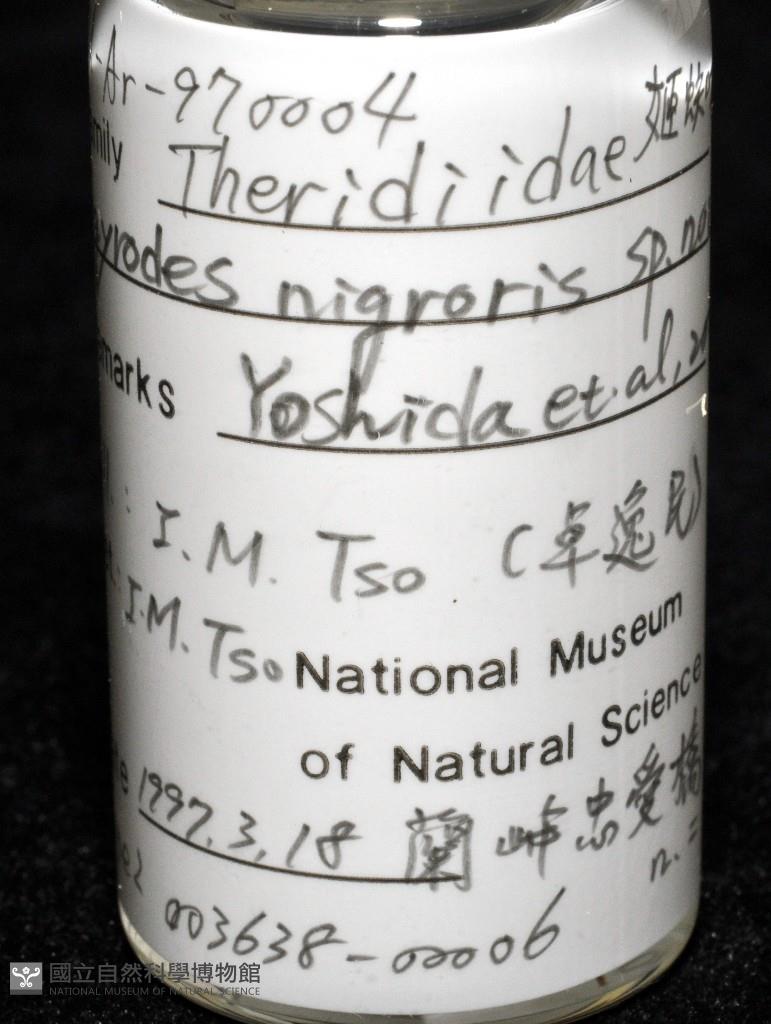 -Ar-970004
mily Theridiidae 姬蛛
yrodes nigroris sp. no
marks Yoshida et al,
: I.M. Tso (卓逸民)
: I.M. Tso
National Museum
of Natural Science
te 1997.3.18 蘭嶼忠愛橋
003638-00006 n. =
國立自然科學博物館
NATIONAL MUSEUM OF NATURAL SCIENCE